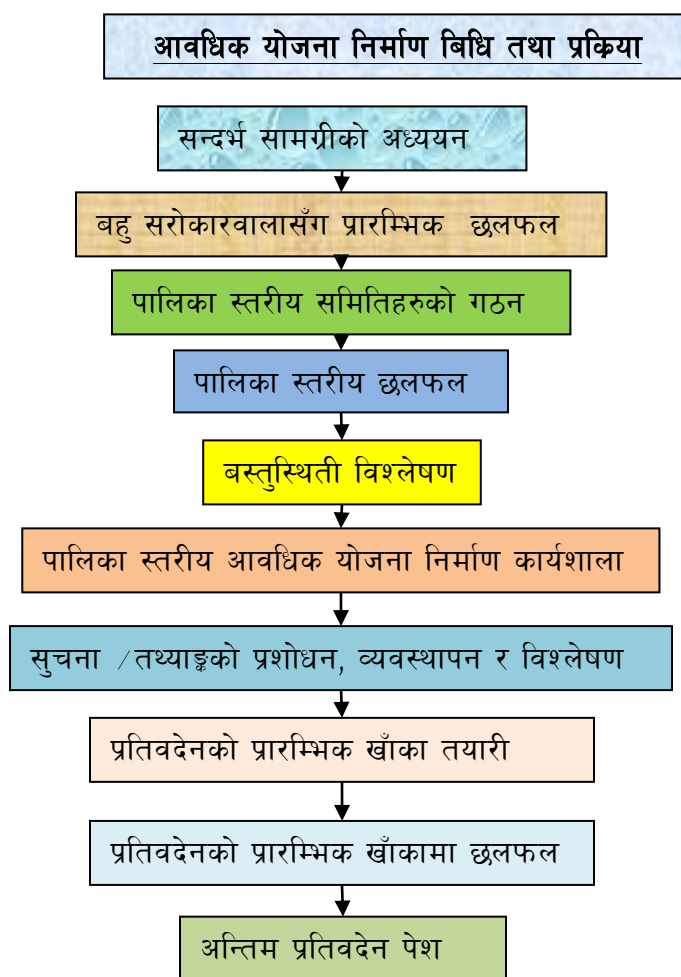 आवधिक योजना निर्माण बिधि तथा प्रक्रिया
सन्दर्भ सामग्रीको अध्ययन
बहु सरोकारवालासँग प्रारम्भिक छलफल
पालिका स्तरीय समितिहरुको गठन
पालिका स्तरीय छलफल
बस्तुस्थिती विश्लेषण
पालिका स्तरीय आवधिक योजना निर्माण कार्यशाला
सुचना /तथ्याङ्कको प्रशोधन, व्यवस्थापन र विश्लेषण
प्रतिवदेनको प्रारम्भिक खाँका तयारी
प्रतिवदेनको प्रारम्भिक खाँकामा छलफल
अन्तिम प्रतिवदेन पेश